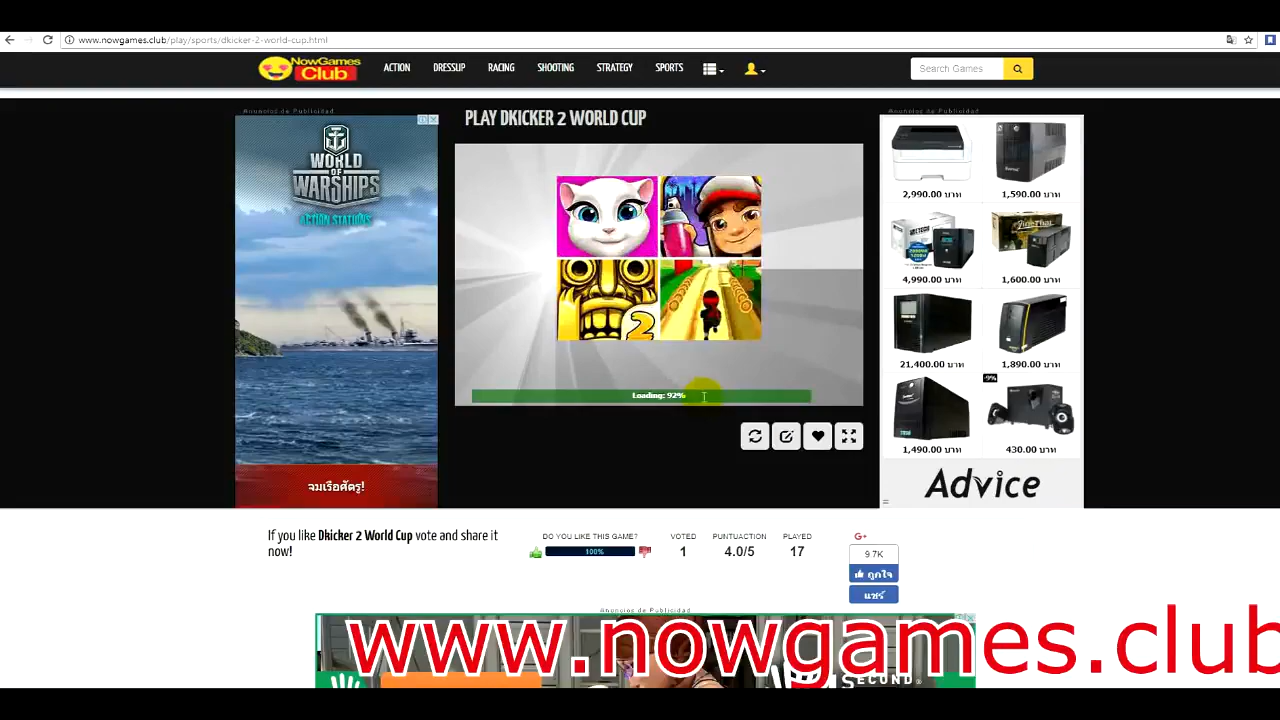 www.nowgames.club/play/sports/dkicker-2-world-cup.html
NowGames
Club
ACTION
DRESSUP
RACING
SHOOTING
STRATEGY
SPORTS
Search Games
Anuncios de Publicidad
WORLD
OF
WARSHIPS
ACTION STATIONS
จมเรือศัตรู!
PLAY DKICKER 2 WORLD CUP
2
Loading: 92%
Anuncios de Publicidad
2,990.00 บาท
1,590.00 บาท
4,990.00 บาท
1,600.00 บาท
21,400.00 บาท
1,890.00 บาท
-9%
1,490.00 บาท
430.00 บาท
Advice
If you like Dkicker 2 World Cup vote and share it
now!
DO YOU LIKE THIS GAME?
100%
VOTED
1
PUNTUACTION
4.0/5
PLAYED
17
G+
9.7K
ถูกใจ
แชร์
Anuncios de Publicidad
SECOND
www.nowgames.club